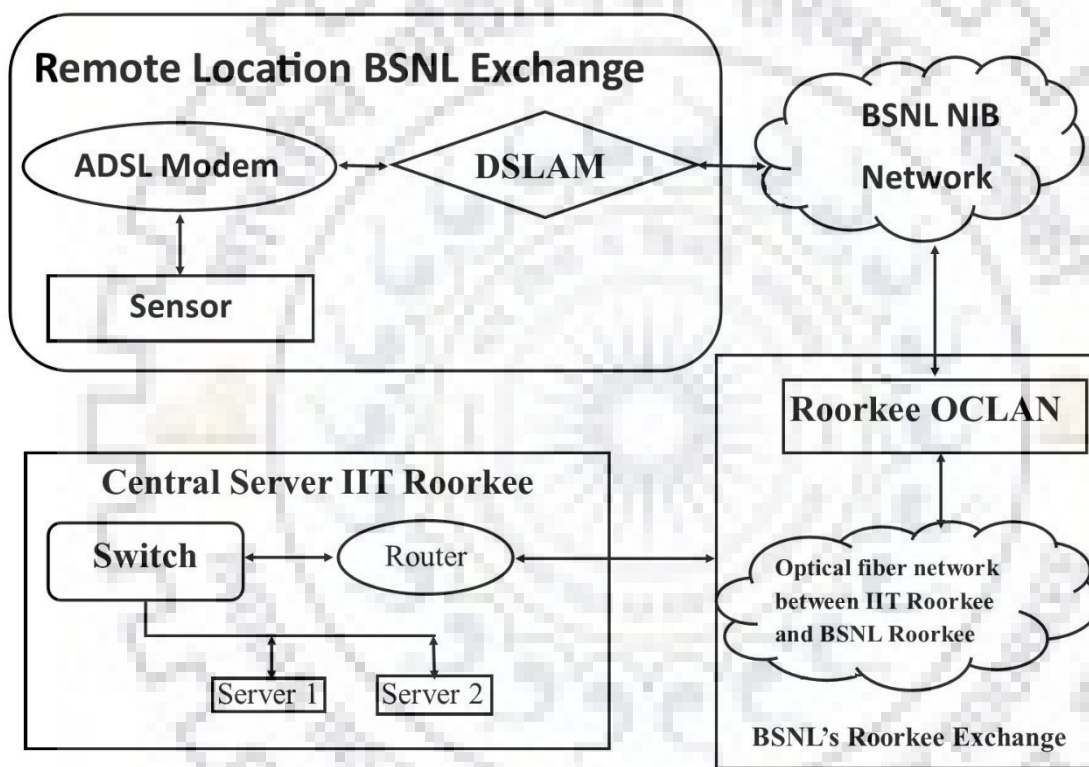 Remote Location BSNL Exchange
ADSL Modem
DSLAM
Sensor
BSNL NIB
Network
Roorkee OCLAN
Optical fiber network
between IIT Roorkee
and BSNL Roorkee
BSNL's Roorkee Exchange
Central Server IIT Roorkee
Switch
Router
Server 1
Server 2